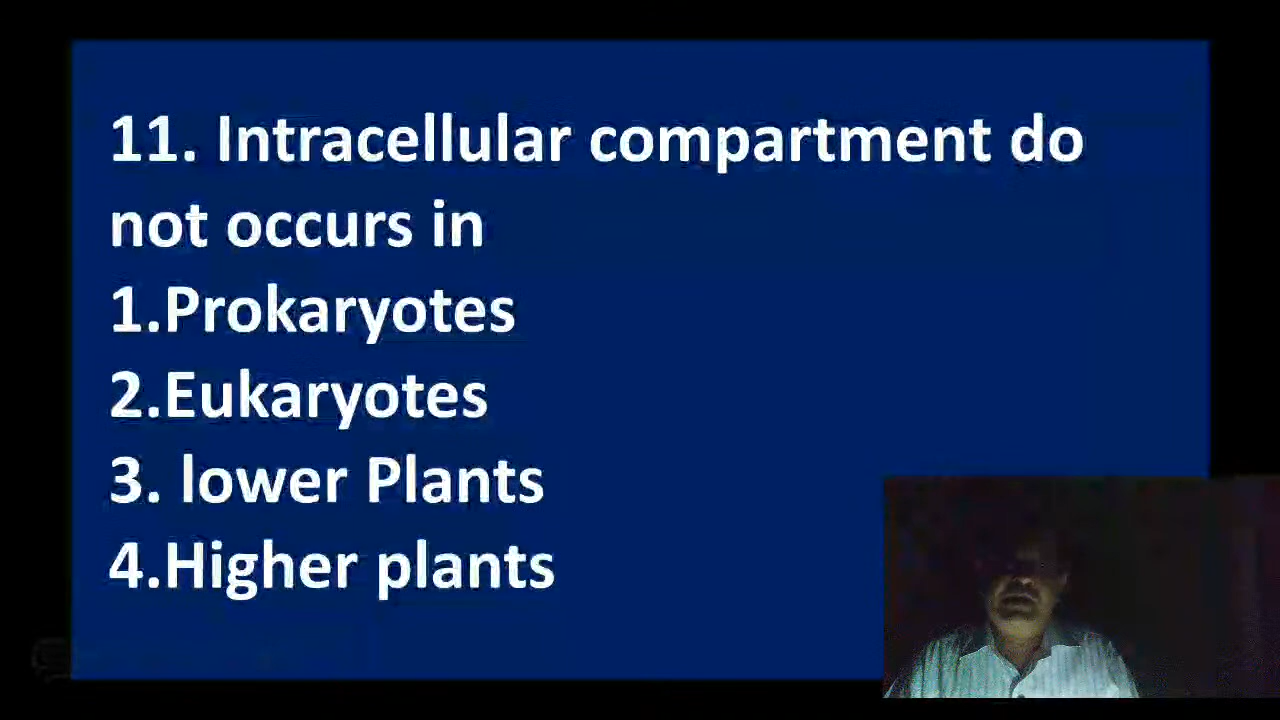 11. Intracellular compartment do
not occurs in
1.Prokaryotes
2.Eukaryotes
3. lower Plants
4.Higher plants